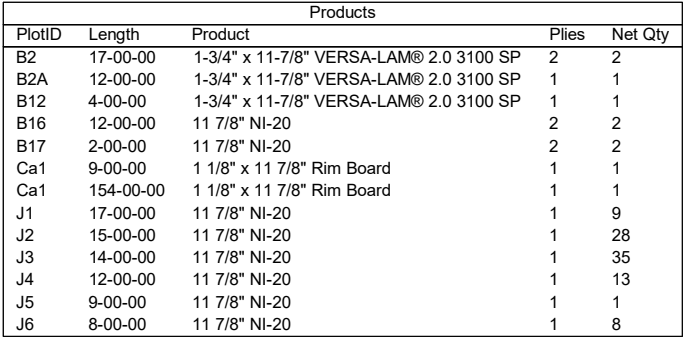 Products
PlotID Length Product Plies Net Qty
B2 17-00-00 1-3/4" x 11-7/8" VERSA-LAM® 2.0 3100 SP 2 2
B2A 12-00-00 1-3/4" x 11-7/8" VERSA-LAM® 2.0 3100 SP 1 1
B12 4-00-00 1-3/4" x 11-7/8" VERSA-LAM® 2.0 3100 SP 1 1
B16 12-00-00 11 7/8" NI-20 2 2
B17 2-00-00 11 7/8" NI-20 2 2
Ca1 9-00-00 1 1/8" x 11 7/8" Rim Board 1 1
Ca1 154-00-00 1 1/8" x 11 7/8" Rim Board 1 1
J1 17-00-00 11 7/8" NI-20 1 9
J2 15-00-00 11 7/8" NI-20 1 28
J3 14-00-00 11 7/8" NI-20 1 35
J4 12-00-00 11 7/8" NI-20 1 13
J5 9-00-00 11 7/8" NI-20 1 1
J6 8-00-00 11 7/8" NI-20 1 8